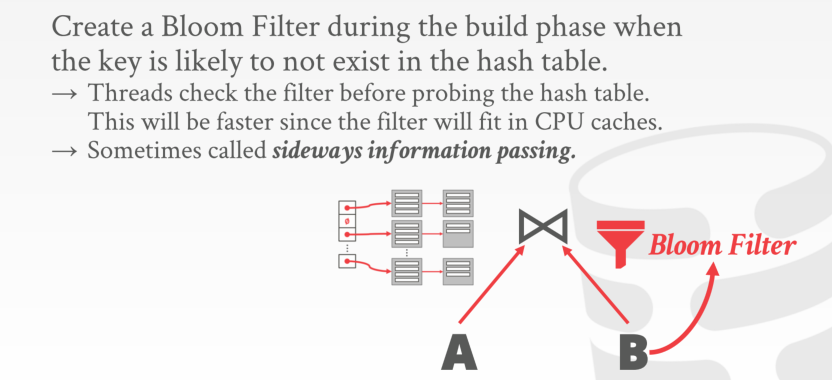 Create a Bloom Filter during the build phase when
the key is likely to not exist in the hash table.
→ Threads check the filter before probing the hash table.
This will be faster since the filter will fit in CPU caches.
→ Sometimes called sideways information passing.
ø
⋮
⋮
⋈
Bloom Filter
A
B